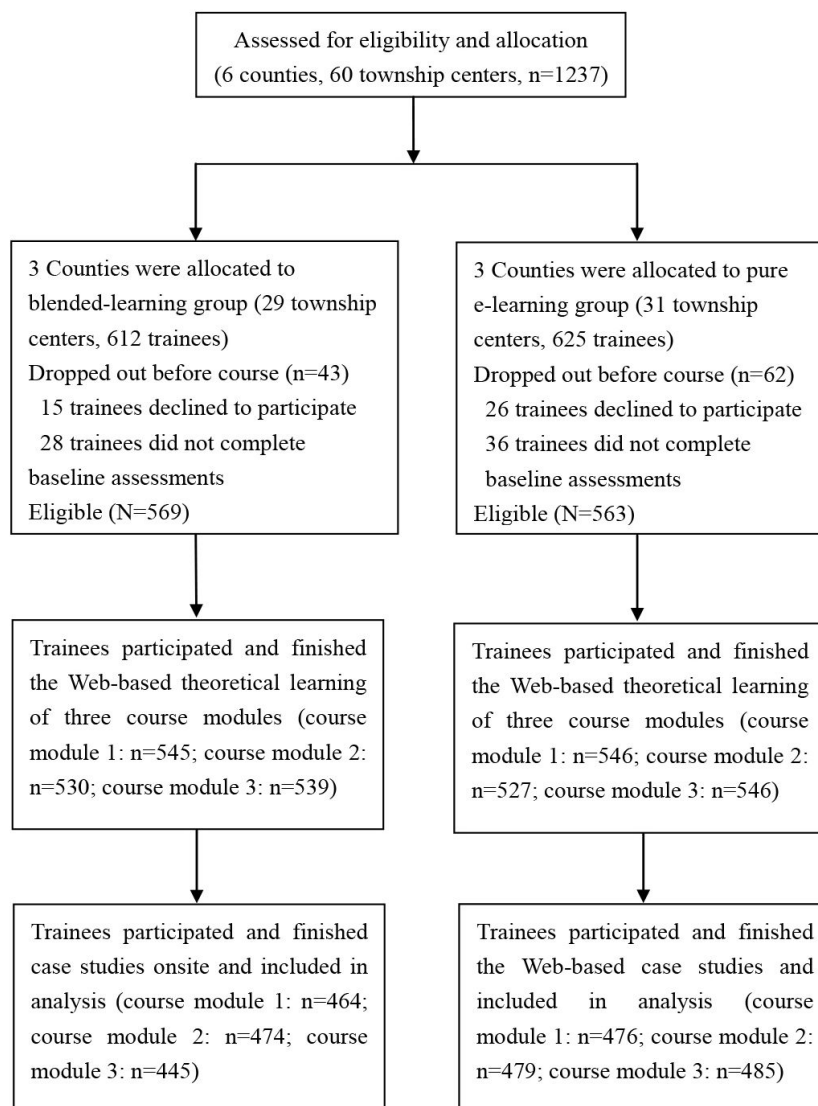 Assessed for eligibility and allocation
(6 counties, 60 township centers, n=1237)
3 Counties were allocated to
blended-learning group (29 township
centers, 612 trainees)
Dropped out before course (n=43)
15 trainees declined to participate
28 trainees did not complete
baseline assessments
Eligible (N=569)
3 Counties were allocated to pure
e-learning group (31 township
centers, 625 trainees)
Dropped out before course (n=62)
26 trainees declined to participate
36 trainees did not complete
baseline assessments
Eligible (N=563)
Trainees participated and finished
the Web-based theoretical learning
of three course modules (course
module 1: n=545; course module 2:
n=530; course module 3: n=539)
Trainees participated and finished
the Web-based theoretical learning
of three course modules (course
module 1: n=546; course module 2:
n=527; course module 3: n=546)
Trainees participated and finished
case studies onsite and included in
analysis (course module 1: n=464;
course module 2: n=474; course
module 3: n=445)
Trainees participated and finished
the Web-based case studies and
included in analysis (course
module 1: n=476; course module 2:
n=479; course module 3: n=485)